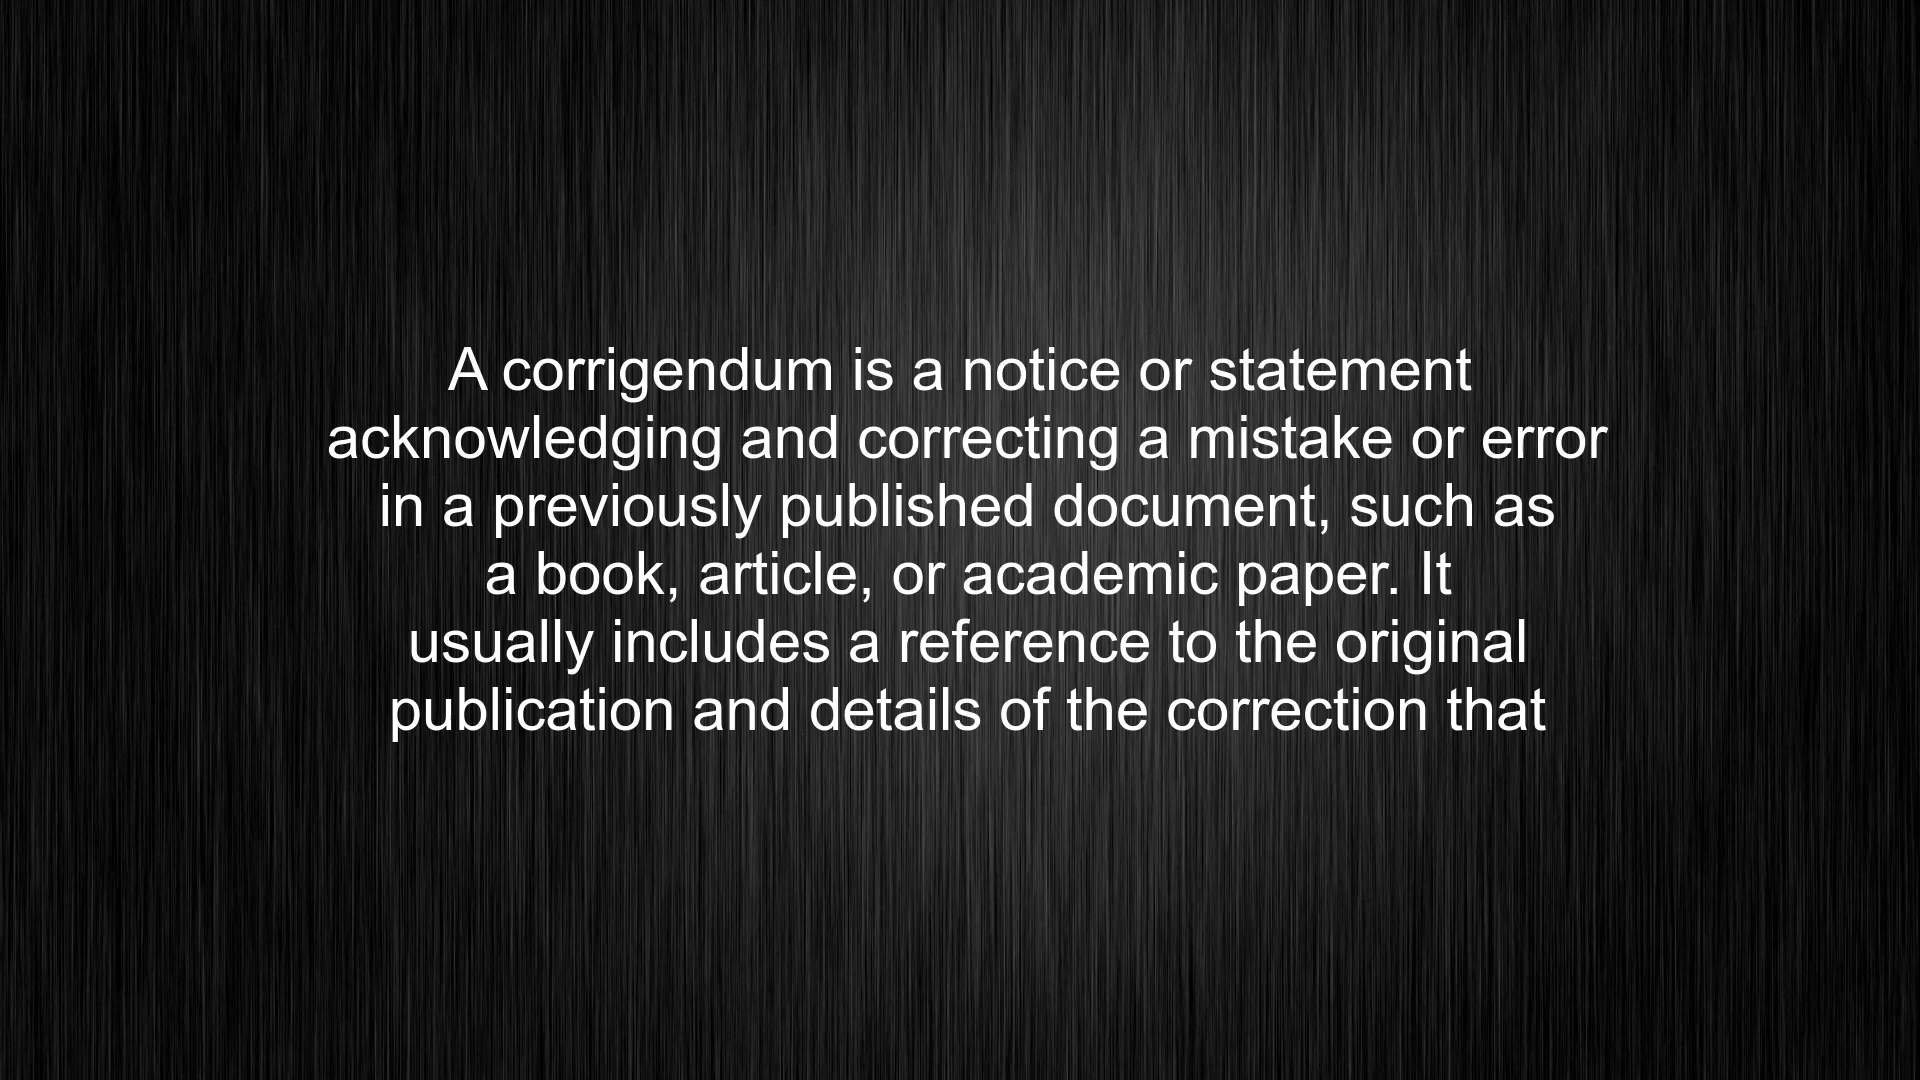 A corrigendum is a notice or statement
acknowledging and correcting a mistake or error
in a previously published document, such as
a book, article, or academic paper. It
usually includes a reference to the original
publication and details of the correction that